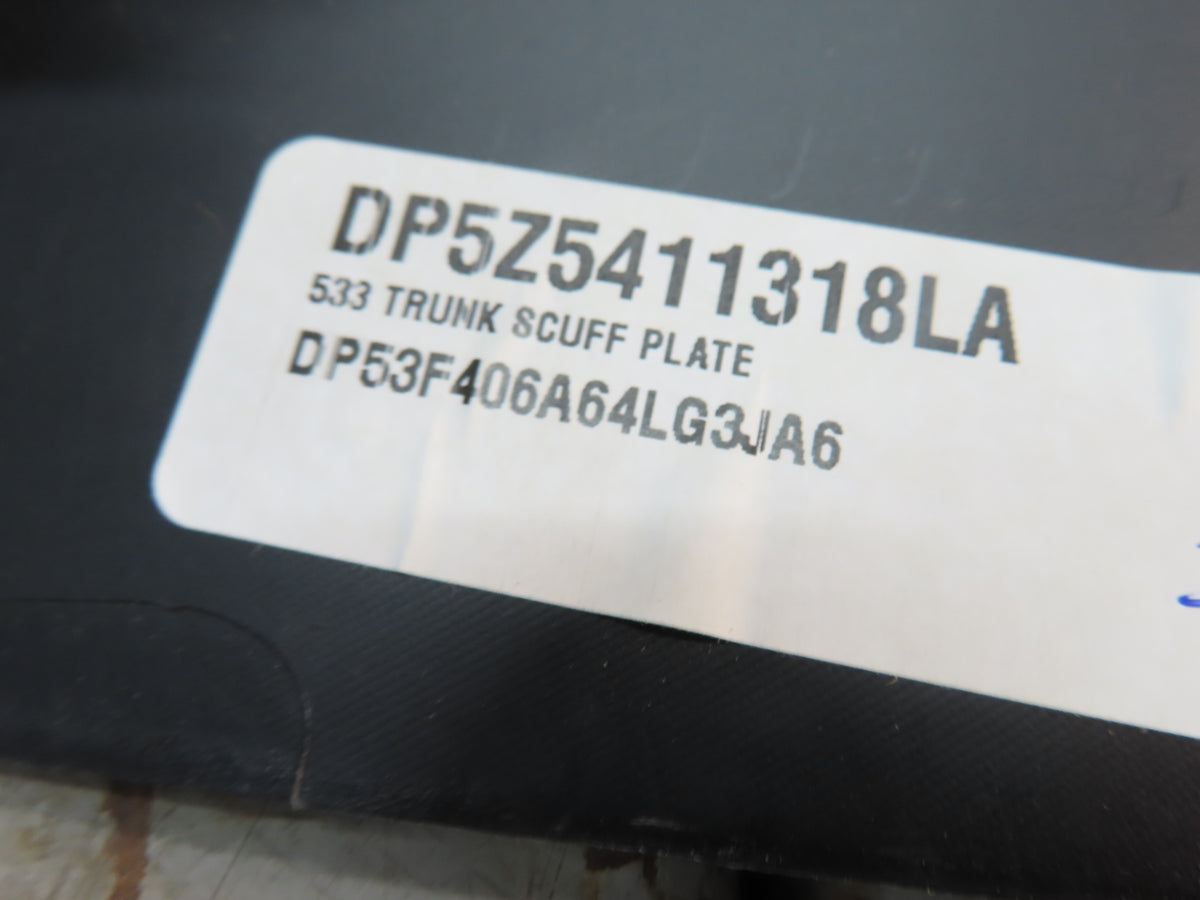 DP5Z5411318LA
533 TRUNK SCUFF PLATE
DP53F406A64LG3JA6